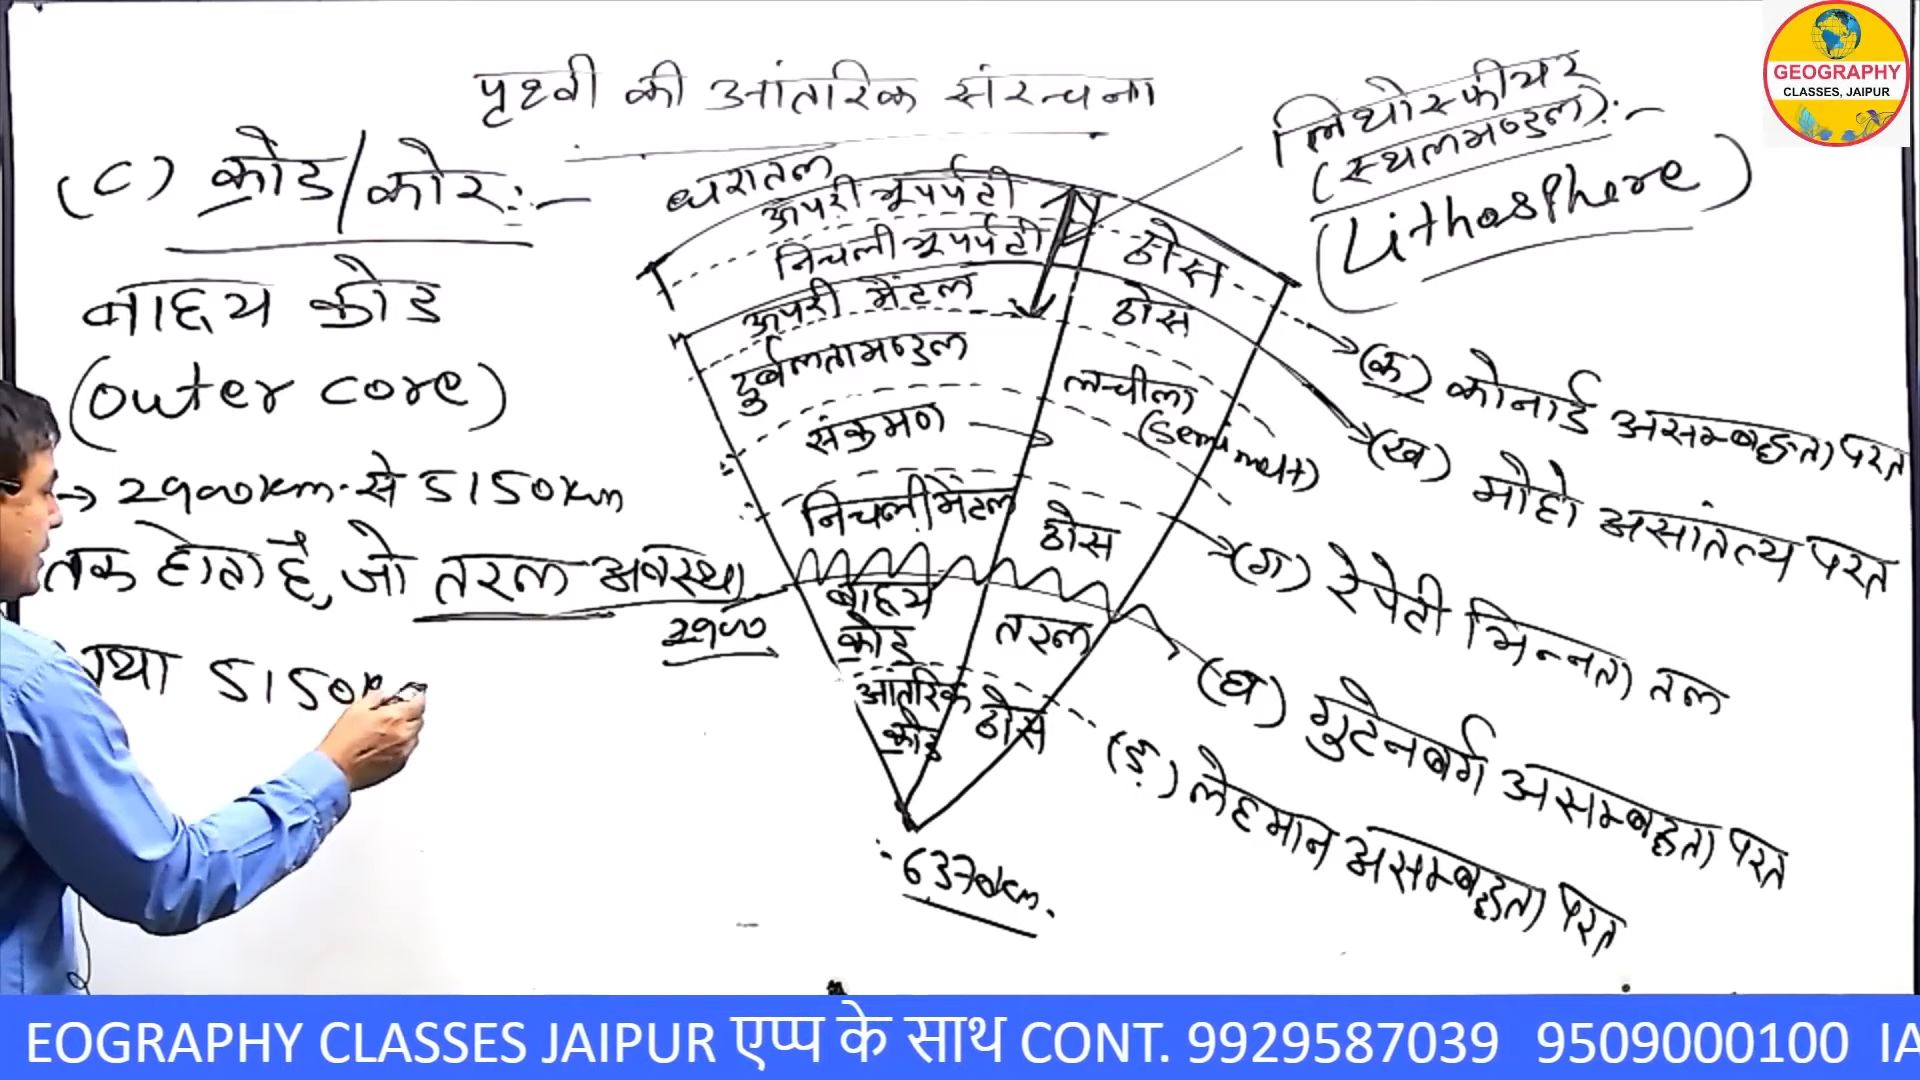 पृथ्वी की आंतरिक संरचना
(C) क्रोड/कोर:-
बाह्य क्रोड
(outer core)
→ 2900km. से 5150km
तक होता है, जो तरल अवस्था
तथा 5150
धरातल
ऊपरी भूपर्पटी
निचली भूपर्पटी
ऊपरी मेंटल
दुर्बलतामण्डल
संक्रमण
निचली मेंटल
बाह्य
क्रोड
आंतरिक
क्रोड
ठोस
ठोस
लचीला
(semi melt)
ठोस
तरल
ठोस
2900
6370km.
लिथोस्फीयर
(स्थलमण्डल):-
(Lithosphere)
(क) कोनार्ड असम्बद्धता परत
(ख) मोहो असांतत्य परत
(ग) रेपेटी भिन्नता तल
(घ) गुटेनबर्ग असम्बद्धता परत
(ड़) लेहमान असम्बद्धता परत
GEOGRAPHY
CLASSES, JAIPUR
EOGRAPHY CLASSES JAIPUR एप्प के साथ CONT. 9929587039 9509000100 IA